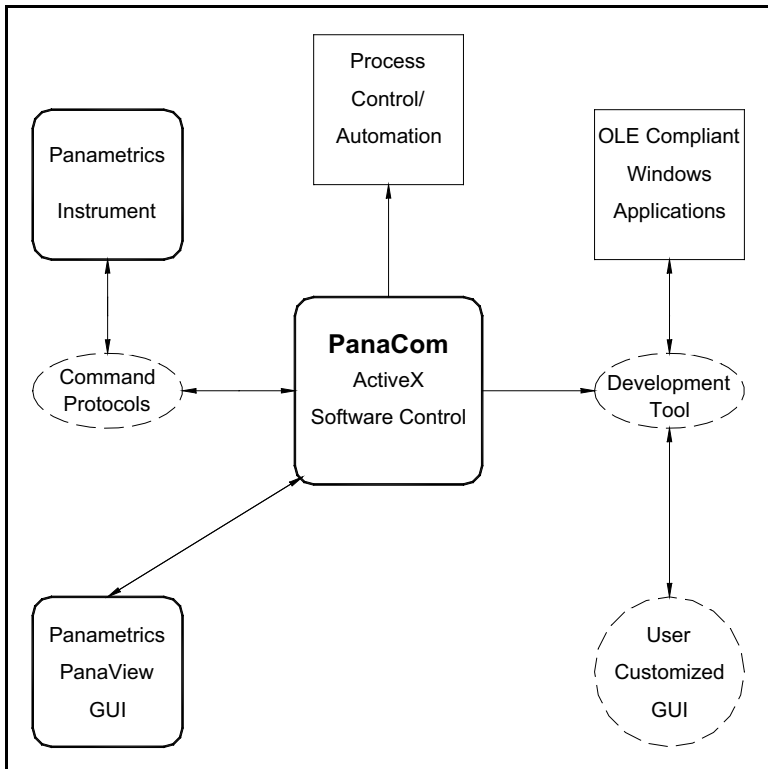 Process
Control/
Automation
Panametrics
Instrument
OLE Compliant
Windows
Applications
PanaCom
ActiveX
Software Control
Command
Protocols
Development
Tool
Panametrics
PanaView
GUI
User
Customized
GUI